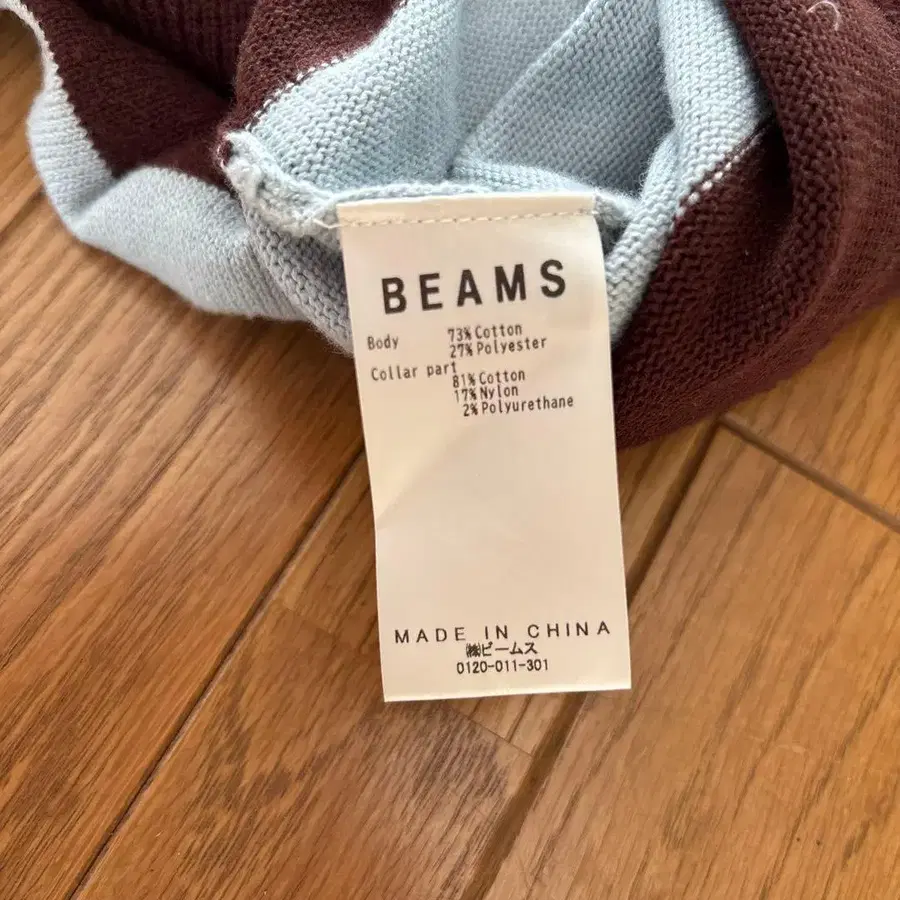 BEAMS
Body 73% Cotton
27% Polyester
Collar part
81% Cotton
17% Nylon
2% Polyurethane
MADE IN CHINA
㈱ビームス
0120-011-301